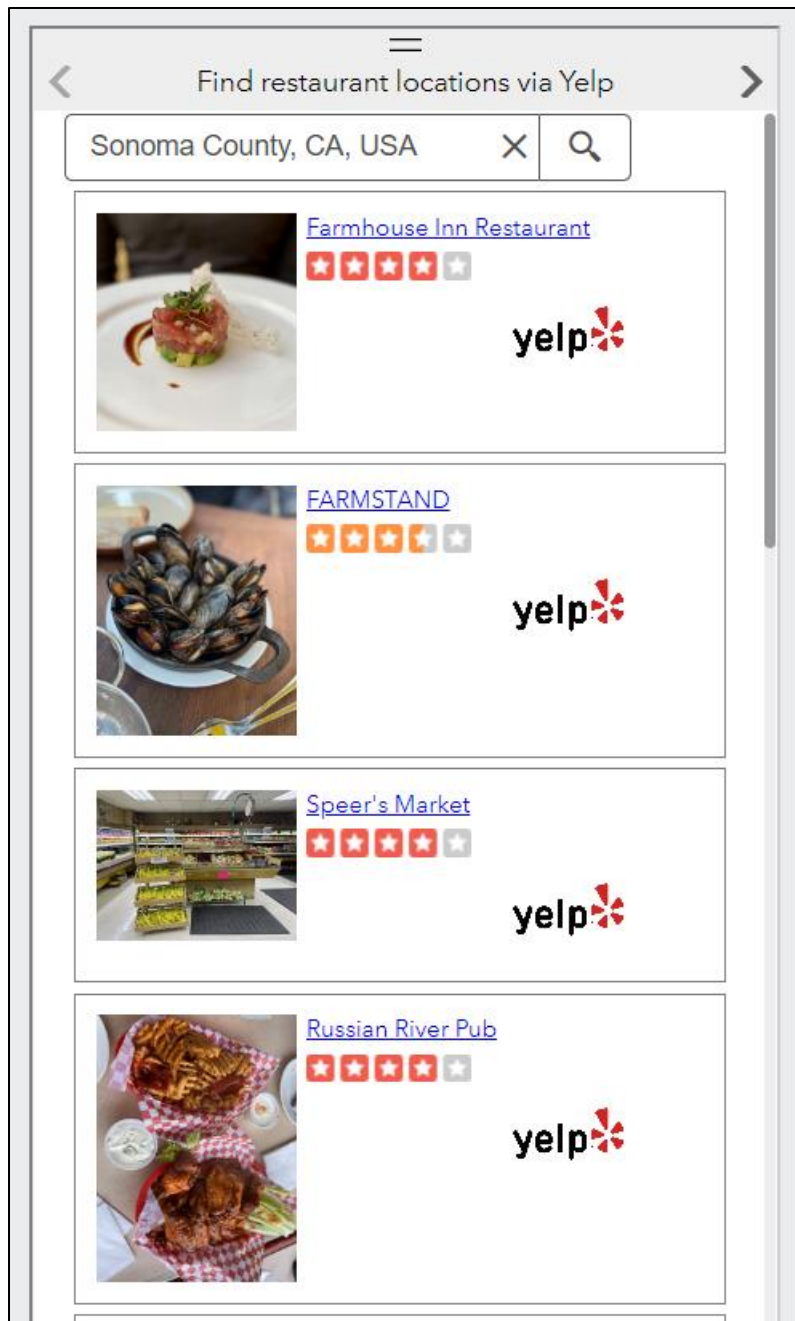 Find restaurant locations via Yelp
Sonoma County, CA, USA
Farmhouse Inn Restaurant
yelp
FARMSTAND
yelp
Speer's Market
yelp
Russian River Pub
yelp